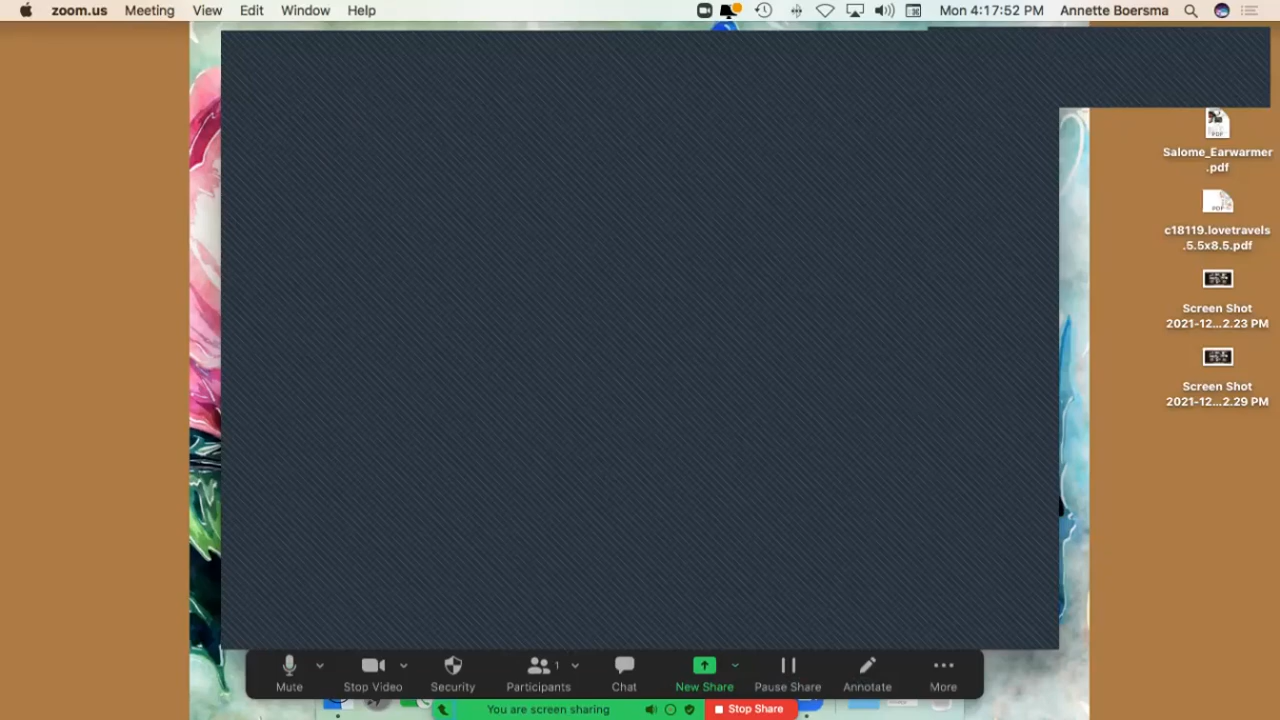 zoom.us Meeting View Edit Window Help Mon 4:17:52 PM Annette Boersma
Salome_Earwarmer
.pdf
c18119.lovetravels
.5.5x8.5.pdf
Screen Shot
2021-12...2.23 PM
Screen Shot
2021-12...2.29 PM
1
Mute Stop Video Security Participants Chat New Share Pause Share Annotate More
You are screen sharing Stop Share